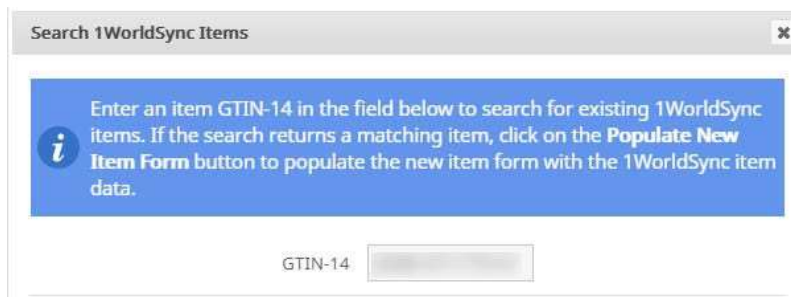 Search 1WorldSync Items
Enter an item GTIN-14 in the field below to search for existing 1WorldSync
items. If the search returns a matching item, click on the Populate New
Item Form button to populate the new item form with the 1WorldSync item
data.
GTIN-14